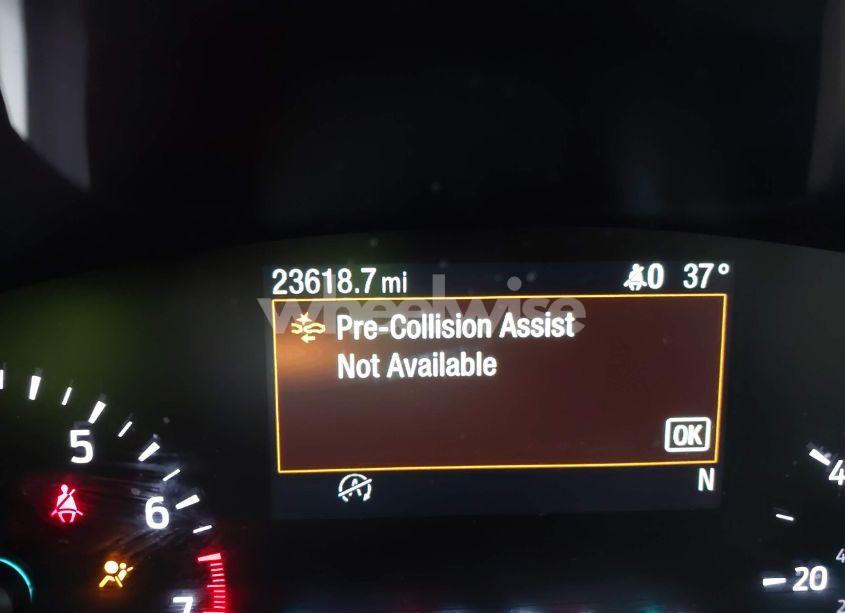 23618.7 mi 0 37°
wheelwise
Pre-Collision Assist
Not Available
OK
N
5
6
7
4
20